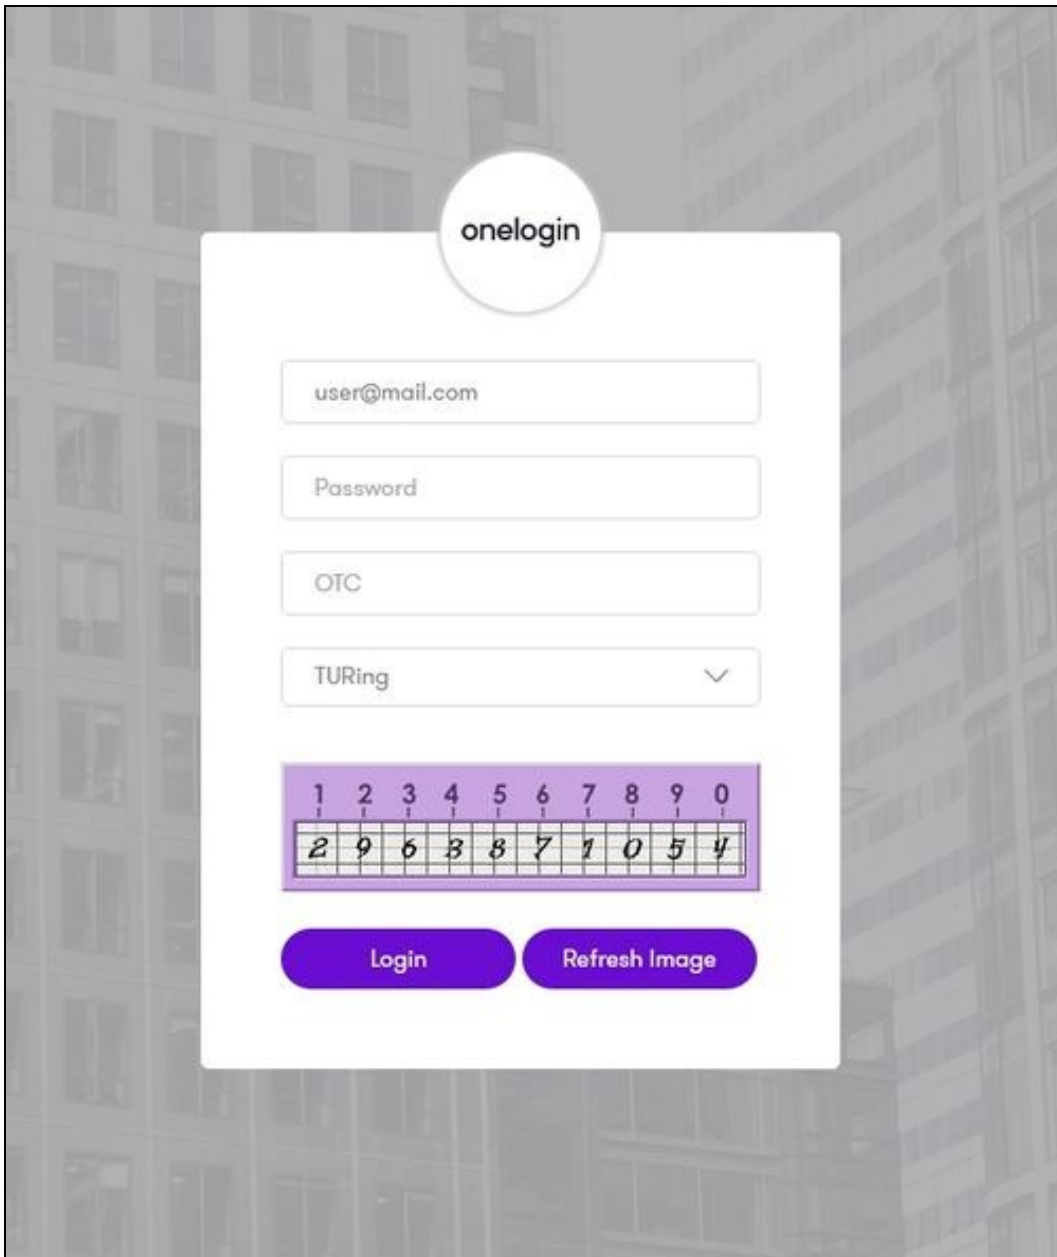 onelogin
user@mail.com
Password
OTC
TURing
1 2 3 4 5 6 7 8 9 0
2 9 6 3 8 7 1 0 5 4
Login Refresh Image